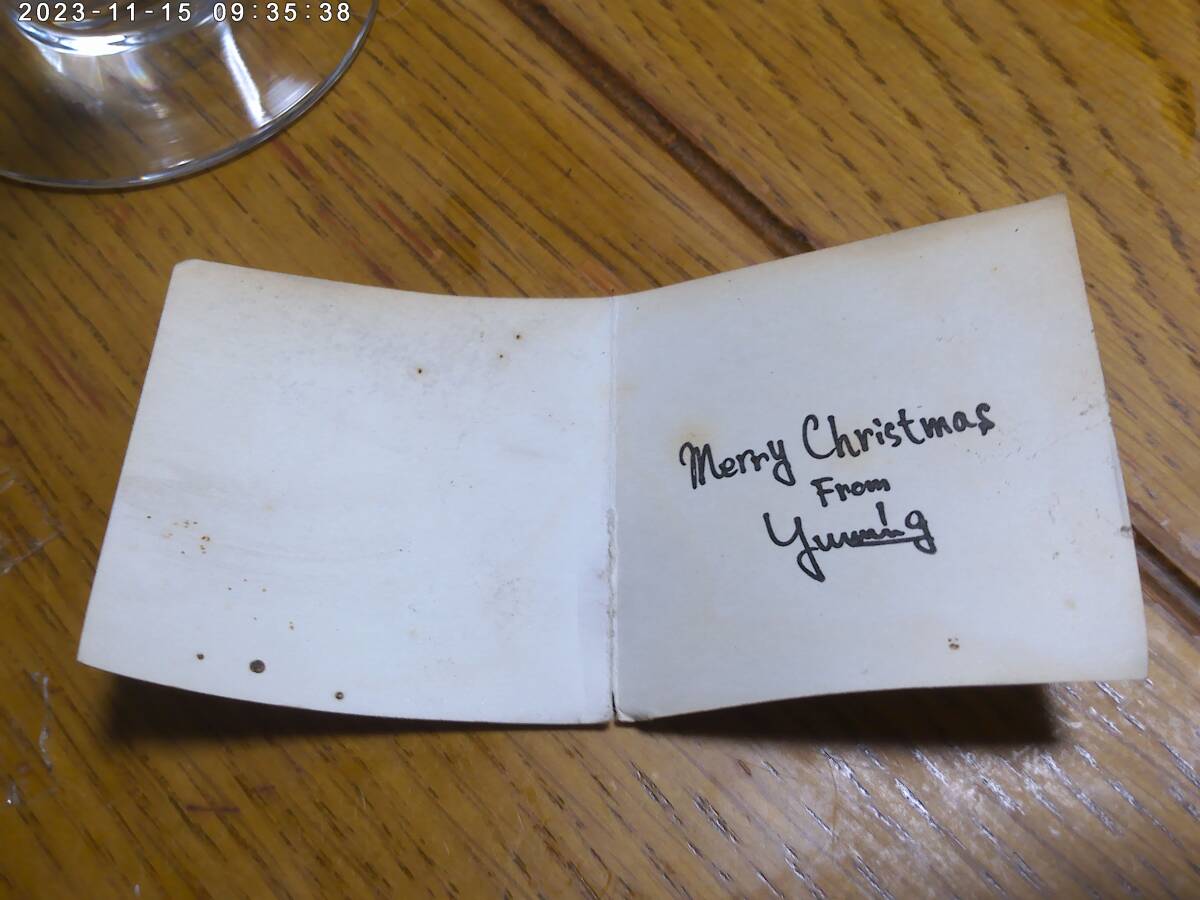 2023-11-15 09:35:38
Merry Christmas
From
Yuming